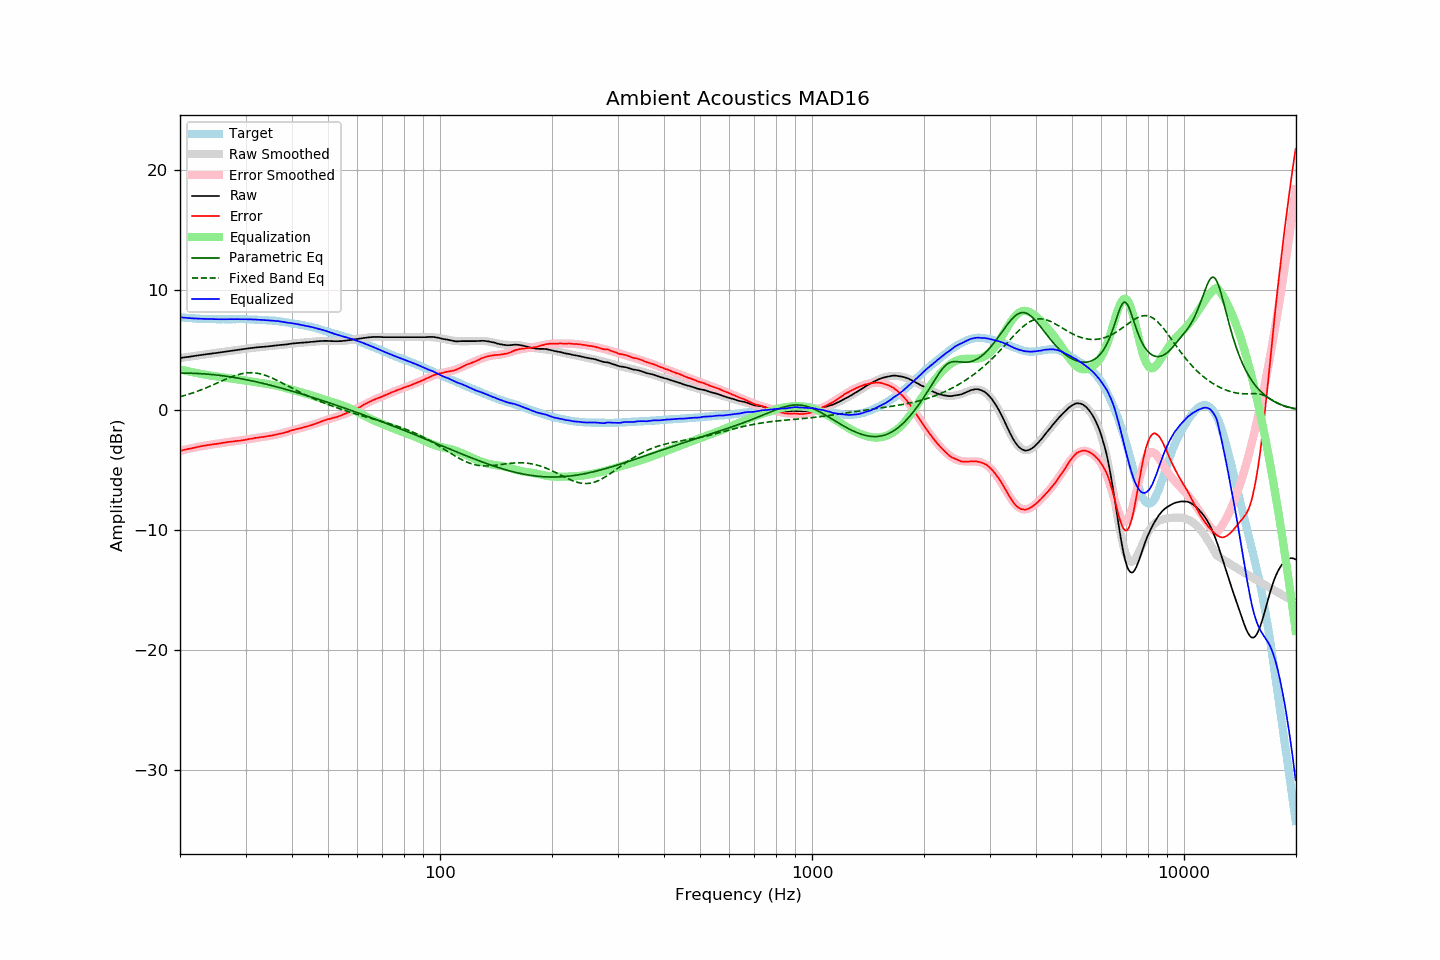 Ambient Acoustics MAD16
Target
Raw Smoothed
Error Smoothed
Raw
Error
Equalization
Parametric Eq
Fixed Band Eq
Equalized
20
10
0
−10
−20
−30
Amplitude (dBr)
100
1000
10000
Frequency (Hz)